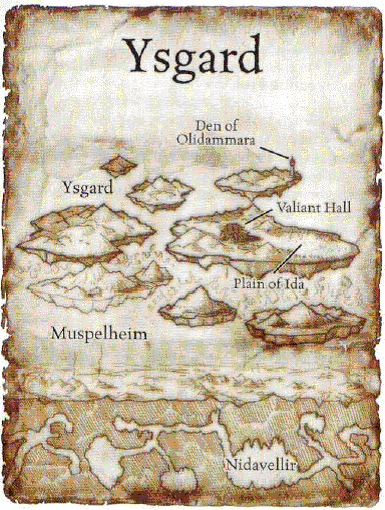 Ysgard
Den of
Olidammara
Ysgard
Valiant Hall
Plain of Ida
Muspelheim
Nidavellir